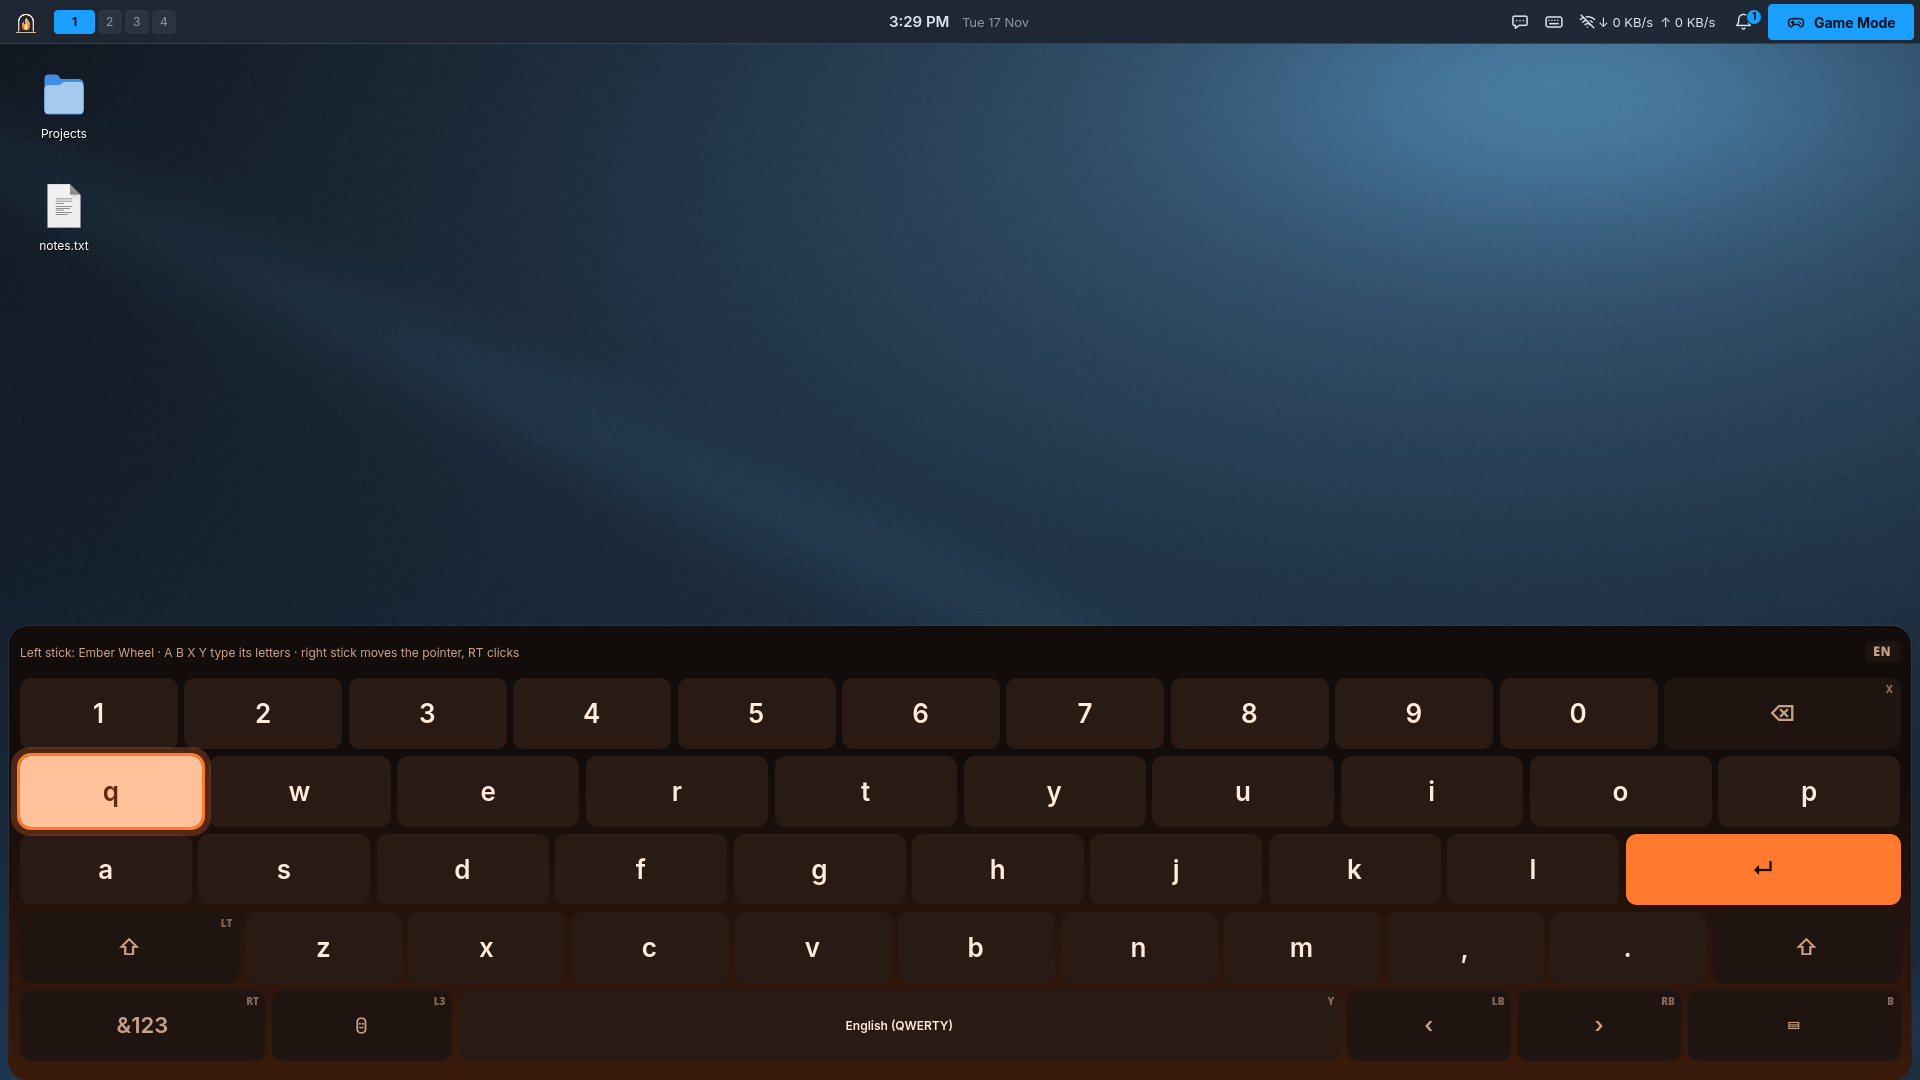 1 2 3 4
3:29 PM Tue 17 Nov
↓ 0 KB/s ↑ 0 KB/s
1
Game Mode
Projects
notes.txt
Left stick: Ember Wheel · A B X Y type its letters · right stick moves the pointer, RT clicks
EN
1 2 3 4 5 6 7 8 9 0 X
q w e r t y u i o p
a s d f g h j k l
LT z x c v b n m , .
&123 RT L3 English (QWERTY) Y ‹ LB › RB B